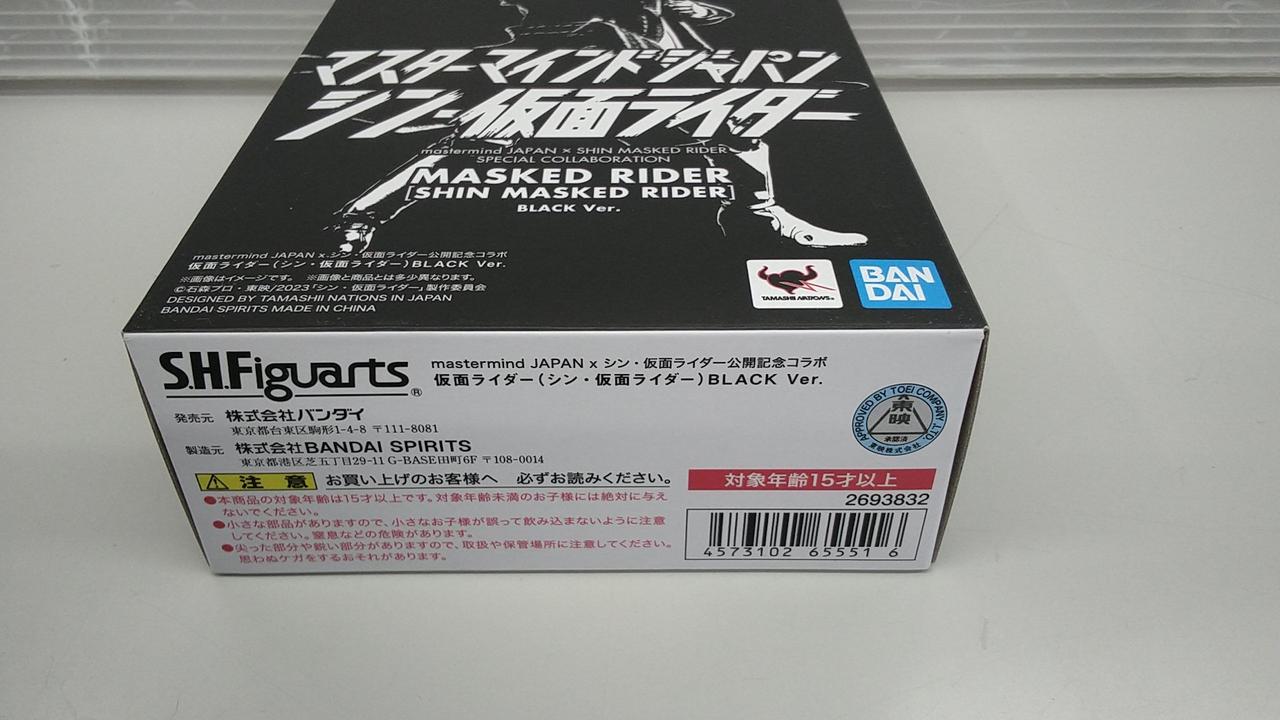 マスターマインドジャパン
シン・仮面ライダー
mastermind JAPAN × SHIN MASKED RIDER
SPECIAL COLLABORATION
MASKED RIDER
[SHIN MASKED RIDER]
BLACK Ver.
mastermind JAPAN x シン・仮面ライダー公開記念コラボ
仮面ライダー(シン・仮面ライダー)BLACK Ver.
※画像はイメージです。 ※画像と商品とは多少異なります。
©石森プロ・東映/2023「シン・仮面ライダー」製作委員会
DESIGNED BY TAMASHII NATIONS IN JAPAN
BANDAI SPIRITS MADE IN CHINA
TAMASHII NATIONS
BAN
DAI
S.H.Figuarts®
mastermind JAPAN x シン・仮面ライダー公開記念コラボ
仮面ライダー(シン・仮面ライダー)BLACK Ver.
発売元 株式会社バンダイ
東京都台東区駒形1-4-8 〒111-8081
製造元 株式会社BANDAI SPIRITS
東京都港区芝五丁目29-11 G-BASE田町6F 〒108-0014
APPROVED BY TOEI COMPANY, LTD.
東映
承認済
東映株式会社
注意 お買い上げのお客様へ 必ずお読みください。
●本商品の対象年齢は15才以上です。対象年齢未満のお子様には絶対に与え
ないでください。
●小さな部品がありますので、小さなお子様が誤って飲み込まないように注意
してください。窒息などの危険があります。
●尖った部分や鋭い部分がありますので、取扱や保管場所に注意してください。
思わぬケガをするおそれがあります。
対象年齢15才以上
2693832
4573102 655516